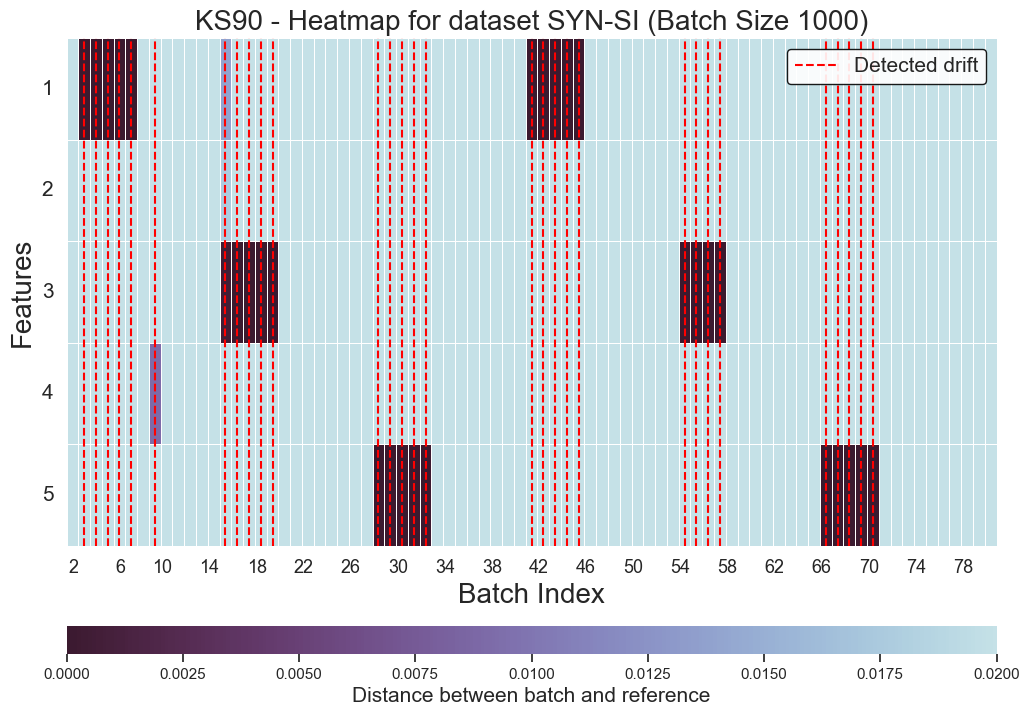 KS90 - Heatmap for dataset SYN-SI (Batch Size 1000)
Detected drift
Features
1
2
3
4
5
2 6 10 14 18 22 26 30 34 38 42 46 50 54 58 62 66 70 74 78
Batch Index
0.0000 0.0025 0.0050 0.0075 0.0100 0.0125 0.0150 0.0175 0.0200
Distance between batch and reference